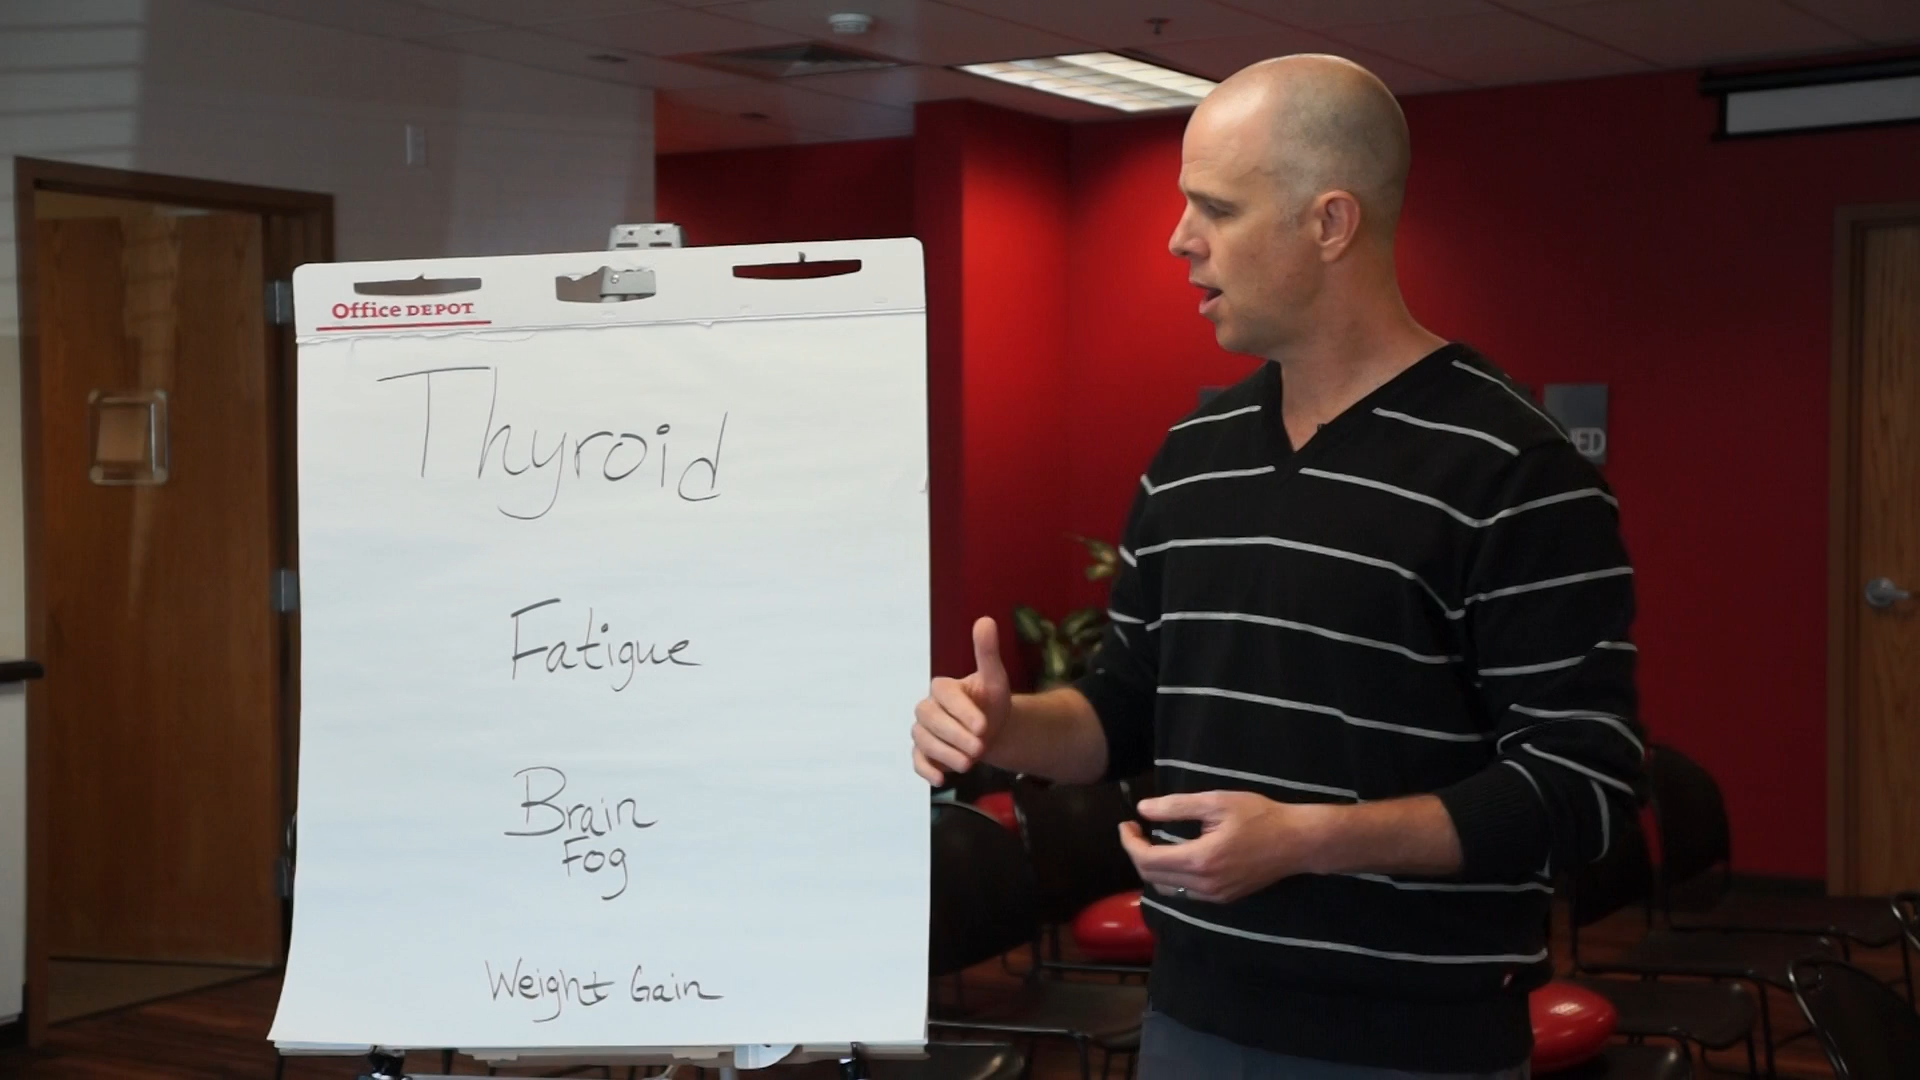 Office DEPOT
Thyroid
Fatigue
Brain
Fog
Weight Gain